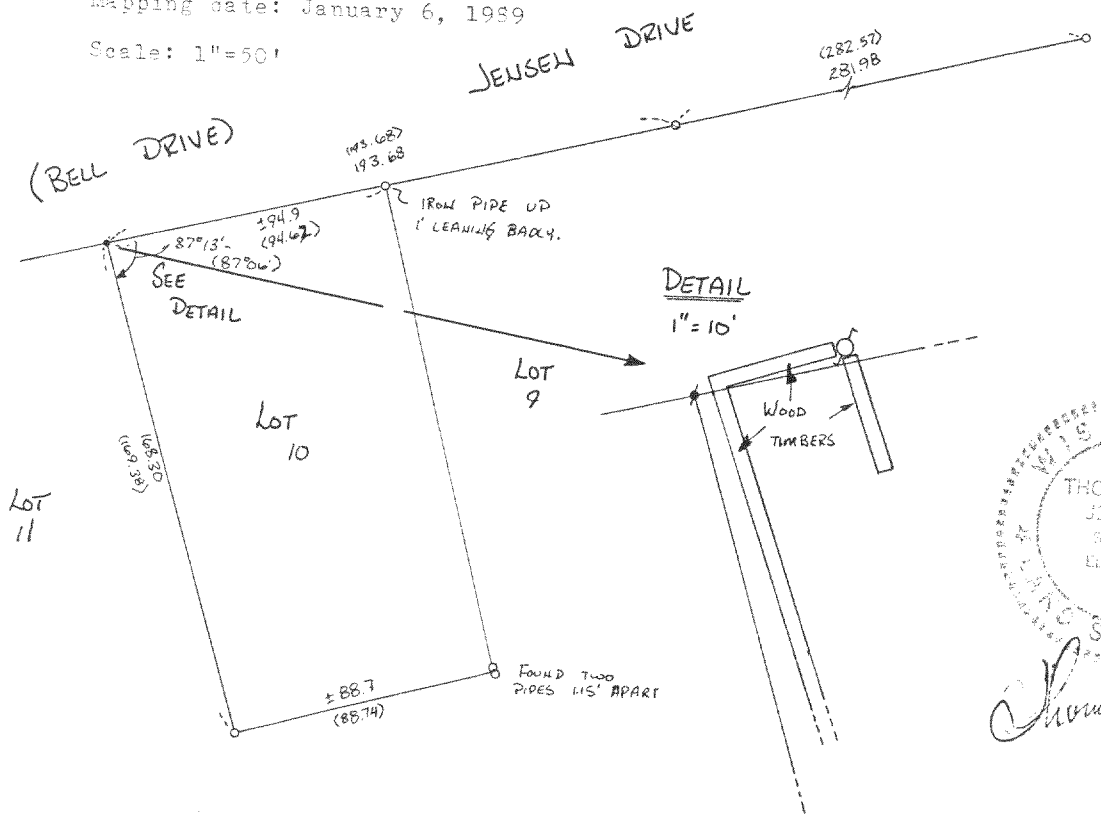 Mapping date: January 6, 1989
Scale: 1"=50'
JENSEN DRIVE
(282.57)
281.98
(BELL DRIVE)
(193.68)
193.68
IRON PIPE UP
1' LEANING BADLY.
±94.9
(94.62)
87°13'-
(87°06')
SEE
DETAIL
DETAIL
1" = 10'
LOT
9
WOOD
TIMBERS
LOT
10
168.30
(169.38)
LOT
11
FOUND TWO
PIPES 1.15' APART
±88.7
(88.74)
WIS
THO